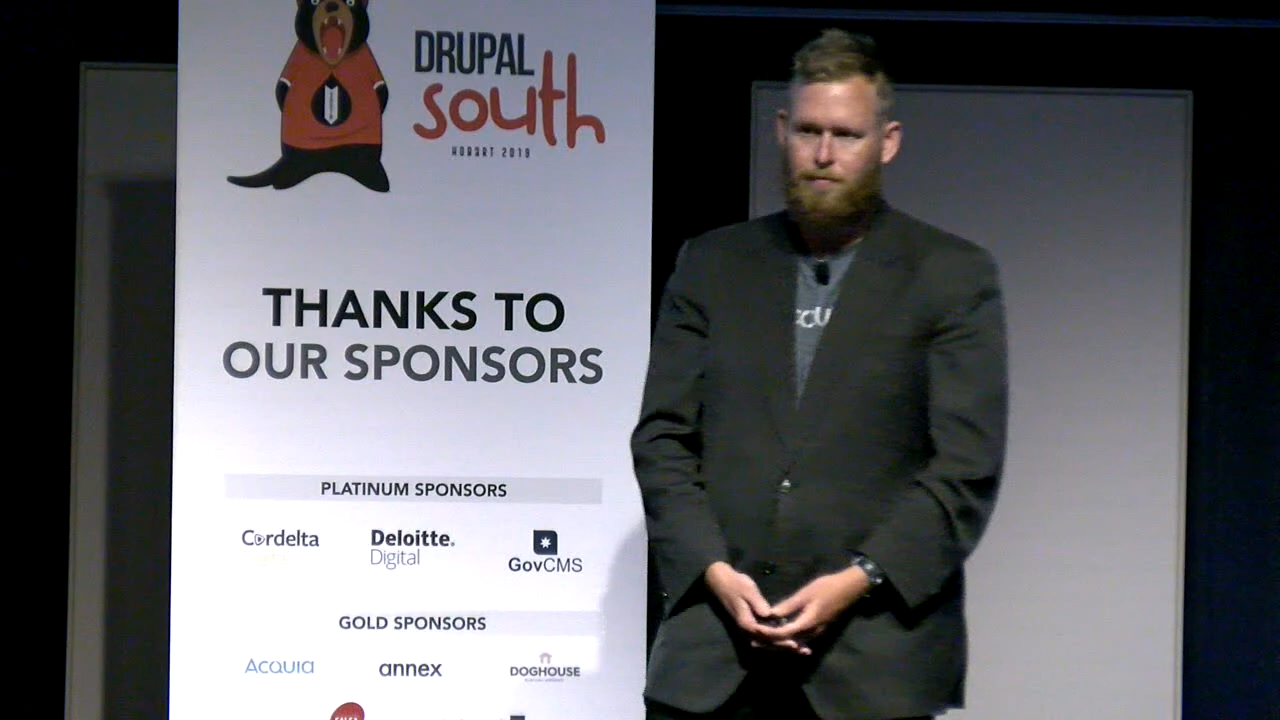 DRUPAL
south
HOBART 2019
THANKS TO
OUR SPONSORS
PLATINUM SPONSORS
Cordelta
Deloitte.
Digital
GovCMS
GOLD SPONSORS
Acquia
annex
DOGHOUSE